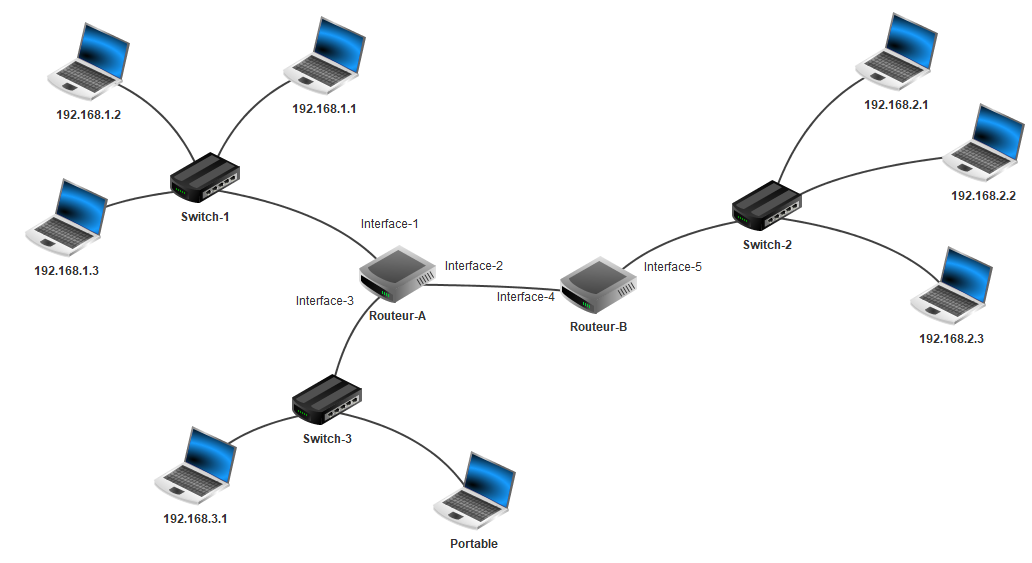 192.168.1.2
192.168.1.1
192.168.2.1
192.168.2.2
Switch-1
192.168.1.3
Interface-1
Switch-2
Interface-2
Interface-5
Interface-3
Interface-4
Routeur-A
Routeur-B
192.168.2.3
Switch-3
192.168.3.1
Portable